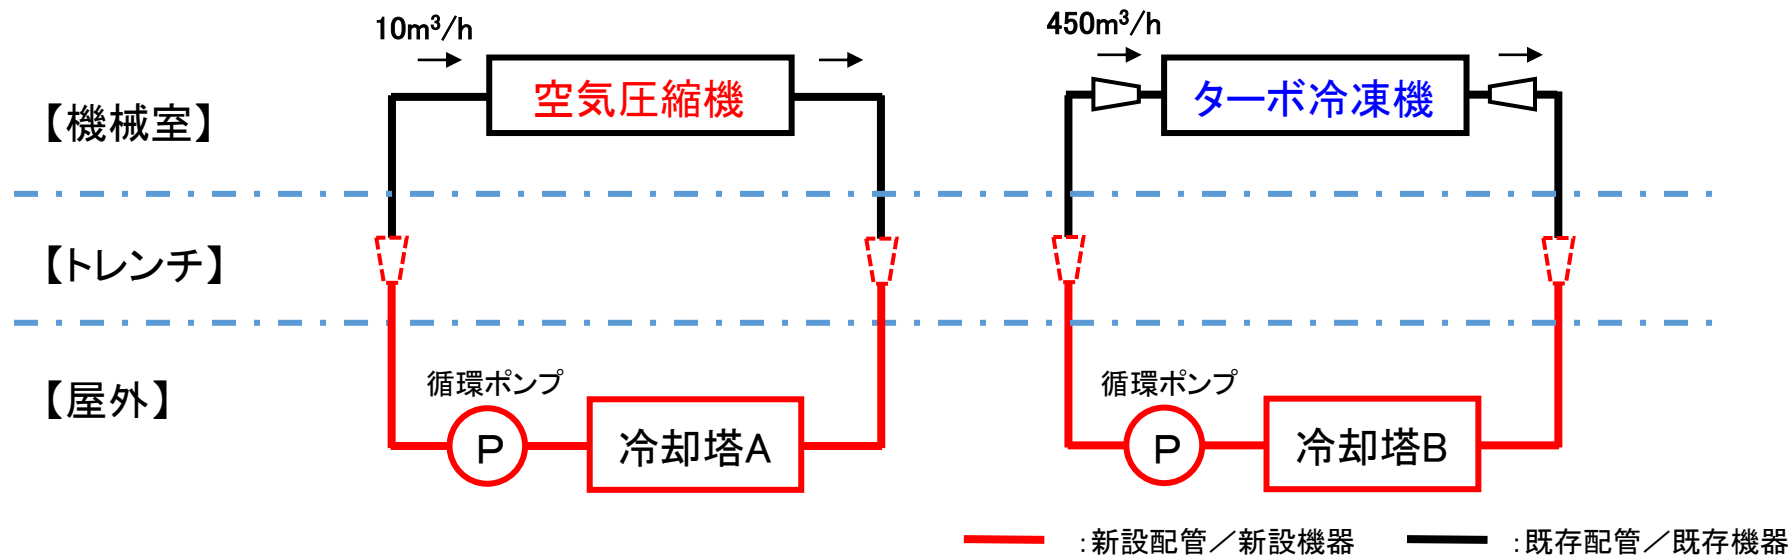 10m³/h
450m³/h
空気圧縮機
ターボ冷凍機
【機械室】
【トレンチ】
【屋外】
循環ポンプ
循環ポンプ
P
冷却塔A
P
冷却塔B
:新設配管/新設機器
:既存配管/既存機器